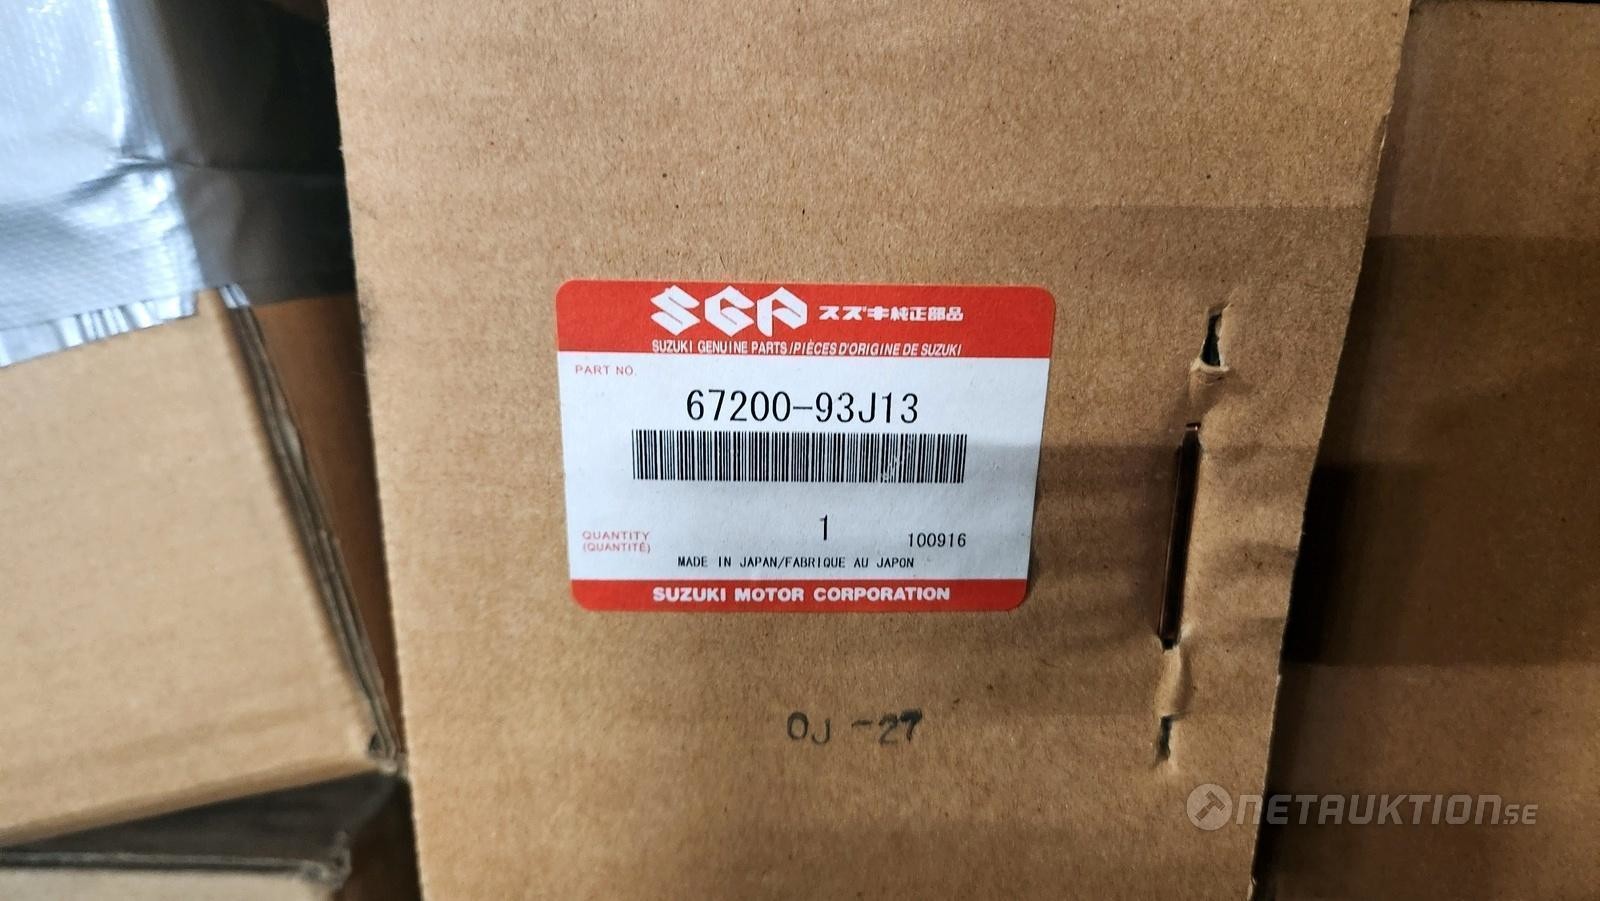 SGP スズキ純正部品
SUZUKI GENUINE PARTS/PIÈCES D'ORIGINE DE SUZUKI
PART NO.
67200-93J13
QUANTITY 1 100916
(QUANTITÉ)
MADE IN JAPAN/FABRIQUE AU JAPON
SUZUKI MOTOR CORPORATION
OJ -27
NETAUKTION.SE